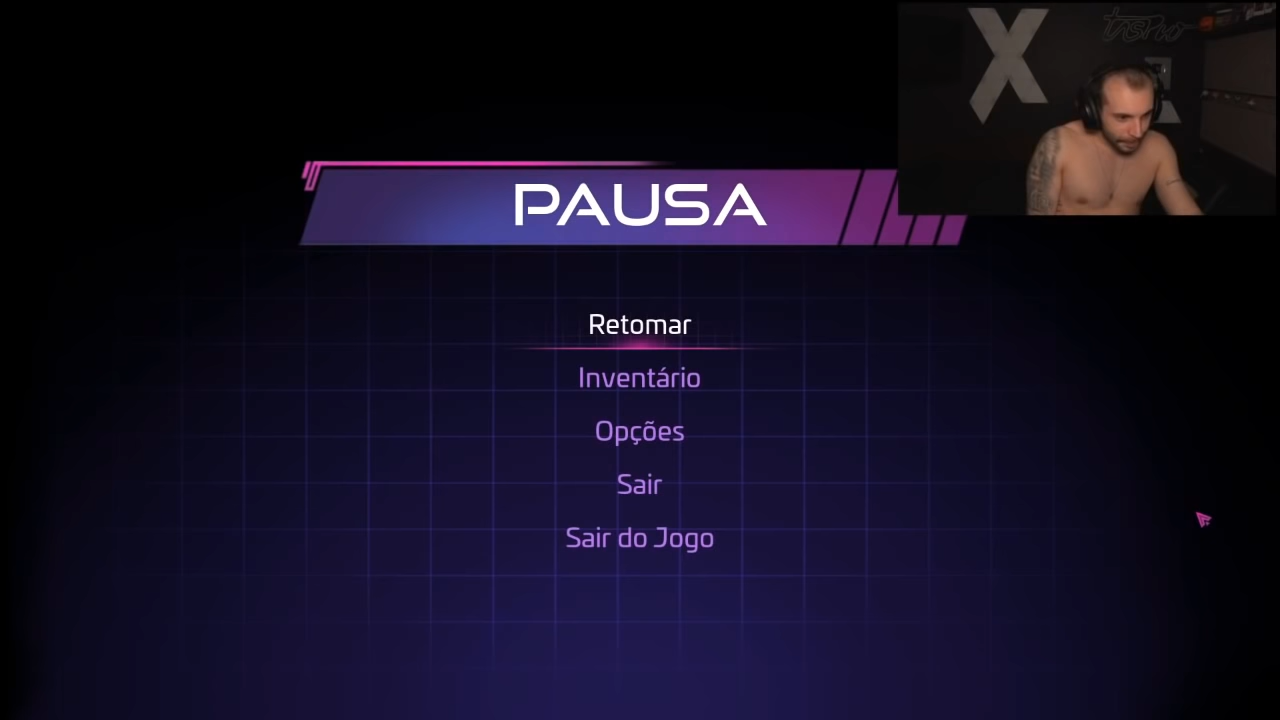 PAUSA
Retomar
Inventário
Opções
Sair
Sair do Jogo